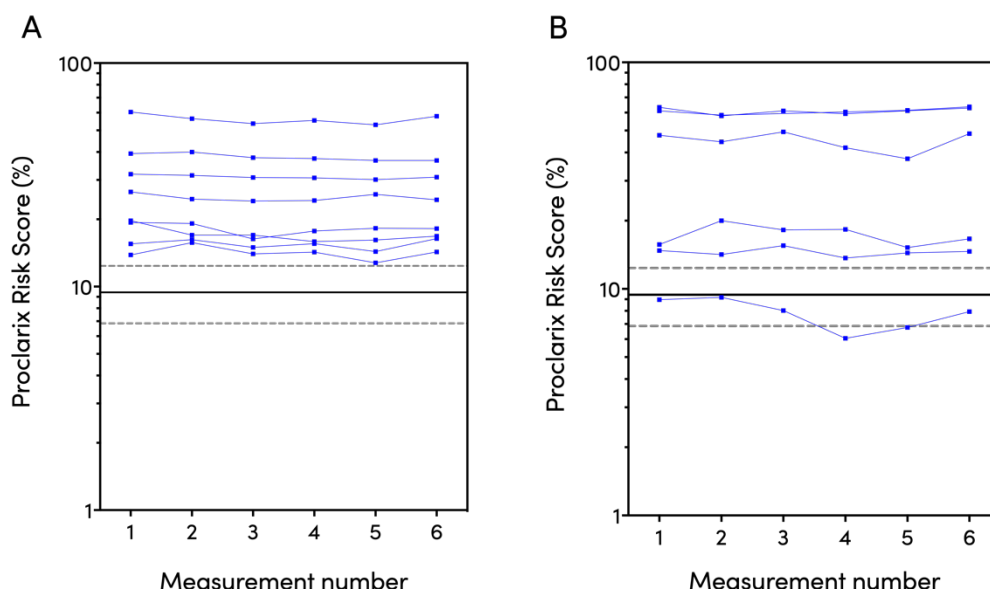 A
Proclarix Risk Score (%)
100
10
1
1 2 3 4 5 6
Measurement number
B
Proclarix Risk Score (%)
100
10
1
1 2 3 4 5 6
Measurement number